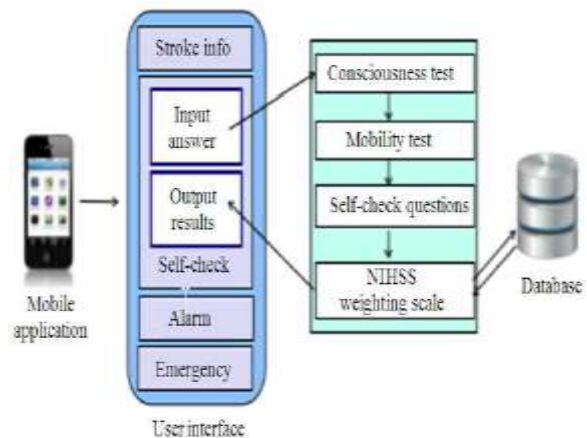 Stroke info
Input
answer
Output
results
Self-check
Alarm
Emergency
User interface
Mobile
application
Consciousness test
Mobility test
Self-check questions
NIHSS
weighting scale
Database